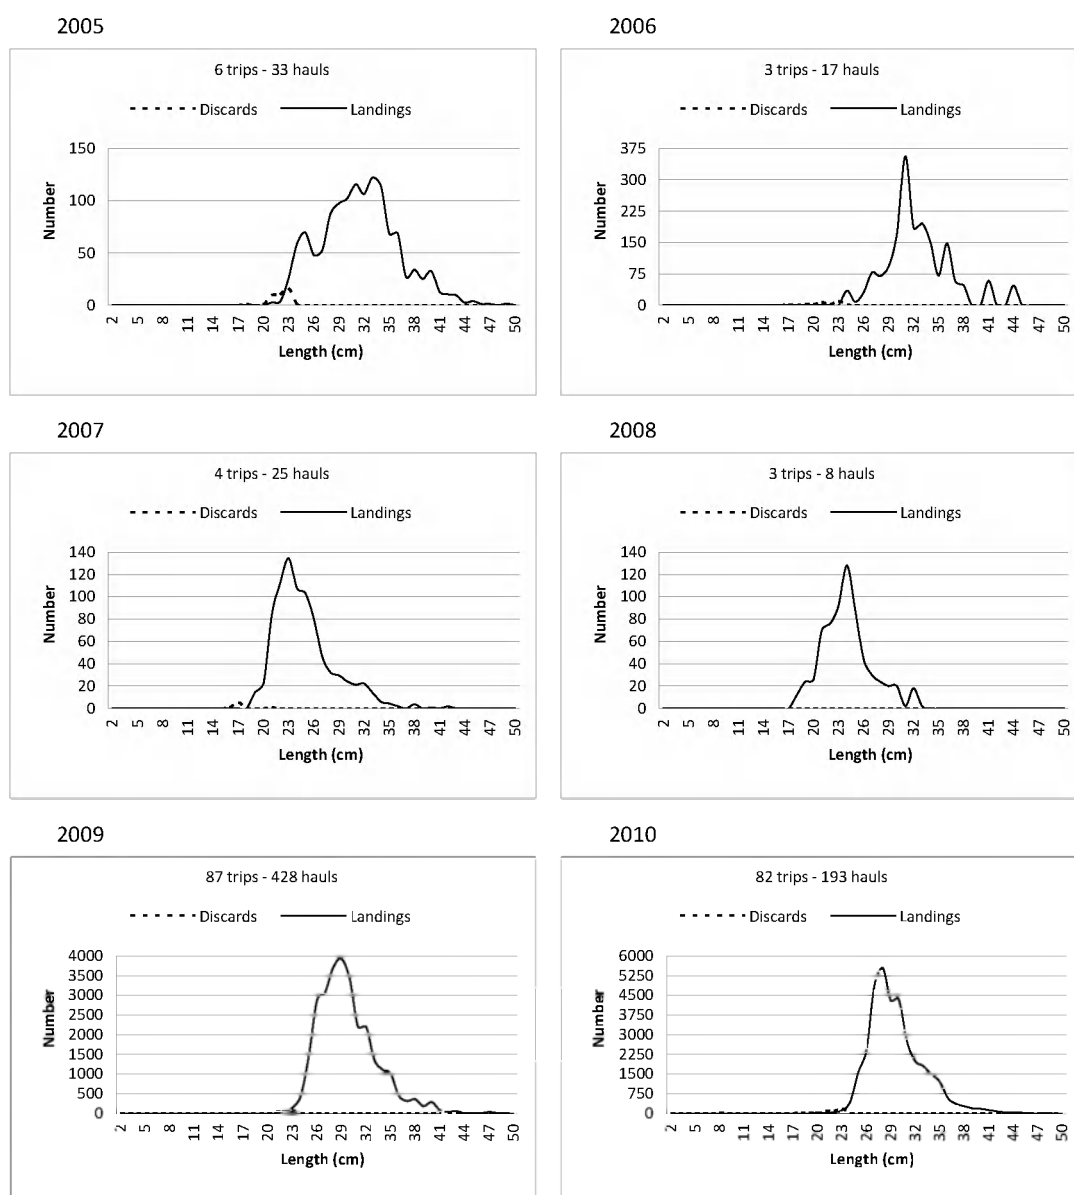 2005
6 trips - 33 hauls
Discards Landings
150
100
50
0
Number
2 5 8 11 14 17 20 23 26 29 32 35 38 41 44 47 50
Length (cm)
2006
3 trips - 17 hauls
Discards Landings
375
300
225
150
75
0
Number
2 5 8 11 14 17 20 23 26 29 32 35 38 41 44 47 50
Length (cm)
2007
4 trips - 25 hauls
Discards Landings
140
120
100
80
60
40
20
0
Number
2 5 8 11 14 17 20 23 26 29 32 35 38 41 44 47 50
Length (cm)
2008
3 trips - 8 hauls
Discards Landings
140
120
100
80
60
40
20
0
Number
2 5 8 11 14 17 20 23 26 29 32 35 38 41 44 47 50
Length (cm)
2009
87 trips - 428 hauls
Discards Landings
4000
3500
3000
2500
2000
1500
1000
500
0
Number
2 5 8 11 14 17 20 23 26 29 32 35 38 41 44 47 50
Length (cm)
2010
82 trips - 193 hauls
Discards Landings
6000
5250
4500
3750
3000
2250
1500
750
0
Number
2 5 8 11 14 17 20 23 26 29 32 35 38 41 44 47 50
Length (cm)